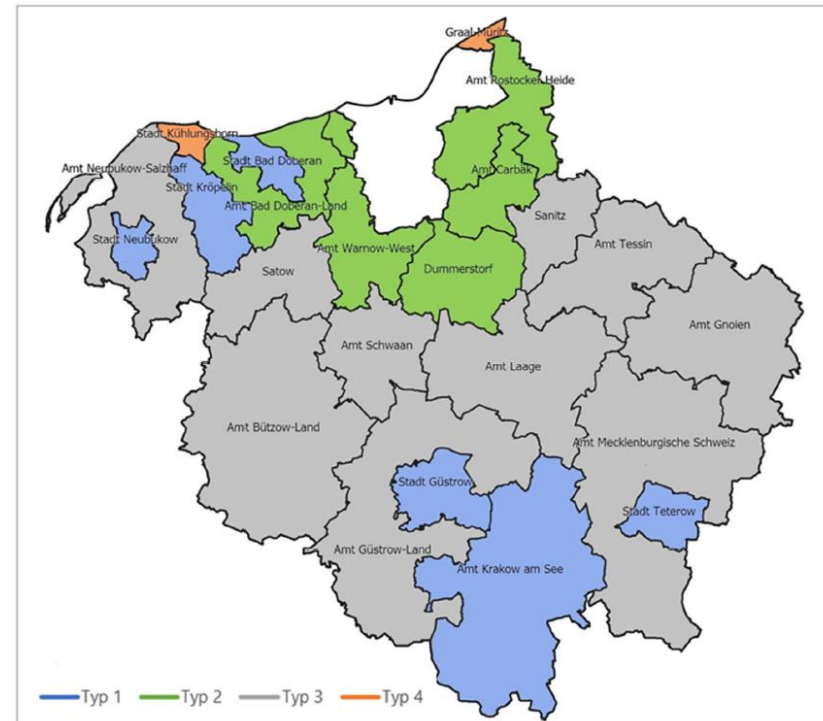 Graal-Müritz
Amt Rostocker Heide
Stadt Kühlungsborn
Stadt Bad Doberan
Amt Neubukow-Salzhaff
Amt Carbäk
Stadt Kröpelin
Amt Bad Doberan-Land
Sanitz
Stadt Neubukow
Amt Warnow-West
Amt Tessin
Satow
Dummerstorf
Amt Gnoien
Amt Schwaan
Amt Laage
Amt Bützow-Land
Amt Mecklenburgische Schweiz
Stadt Güstrow
Stadt Teterow
Amt Güstrow-Land
Amt Krakow am See
Typ 1 Typ 2 Typ 3 Typ 4